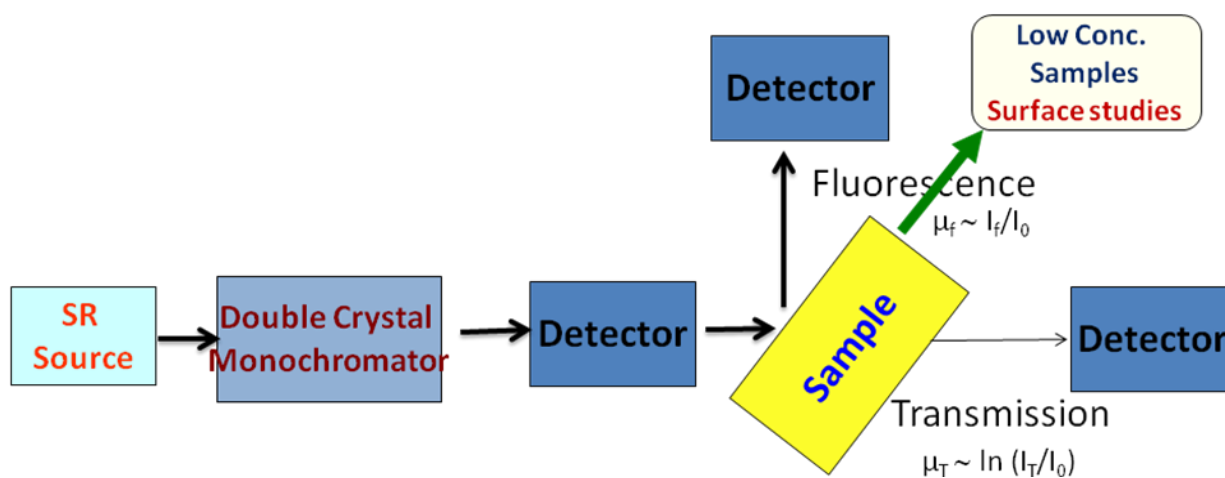 Low Conc.
Samples
Surface studies
Detector
Fluorescence
μf ~ If/I0
SR
Source
Double Crystal
Monochromator
Detector
Sample
Detector
Transmission
μT ~ ln (IT/I0)